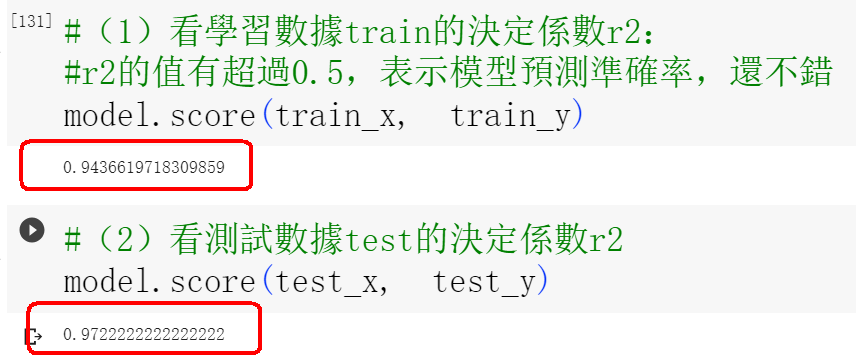 [131] #（1）看學習數據train的決定係數r2：
#r2的值有超過0.5，表示模型預測準確率，還不錯
model.score(train_x,  train_y)
0.9436619718309859
#（2）看測試數據test的決定係數r2
model.score(test_x,  test_y)
0.9722222222222222